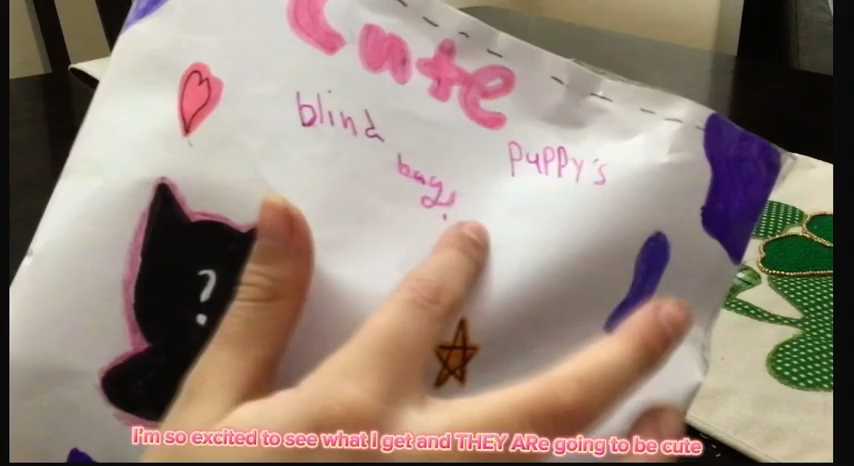 Cute
blind
bag!
puppy's
?
I'm so excited to see what I get and THEY ARe going to be cute